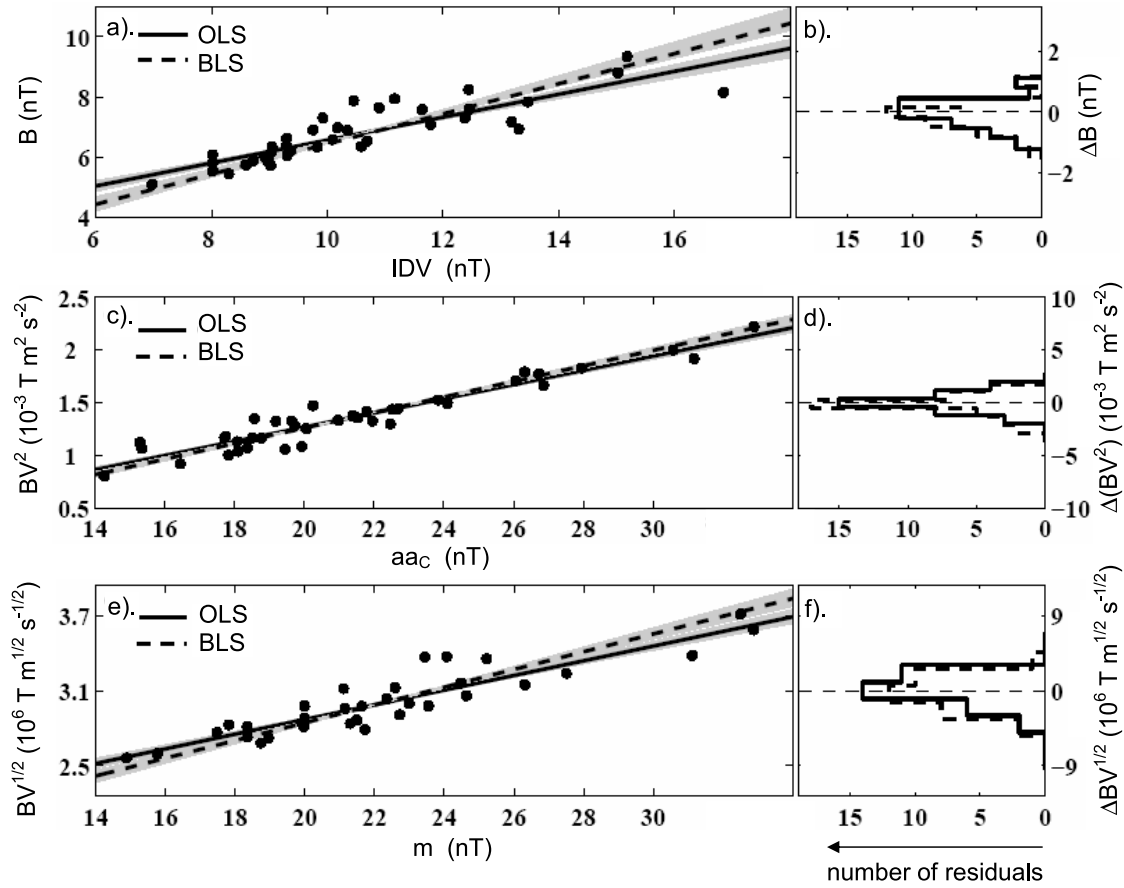 a).
OLS
BLS
B (nT)
10
8
6
4
6 8 10 12 14 16
IDV (nT)
b).
2
0
−2
ΔB (nT)
15 10 5 0
c).
OLS
BLS
BV² (10⁻³ T m² s⁻²)
2.5
2
1.5
1
0.5
14 16 18 20 22 24 26 28 30
aa_C (nT)
d).
10
5
0
−5
−10
Δ(BV²) (10⁻³ T m² s⁻²)
15 10 5 0
e).
OLS
BLS
BV^1/2 (10⁶ T m^1/2 s^-1/2)
3.7
3.1
2.5
14 16 18 20 22 24 26 28 30
m (nT)
f).
9
0
−9
ΔBV^1/2 (10⁶ T m^1/2 s^-1/2)
15 10 5 0
number of residuals